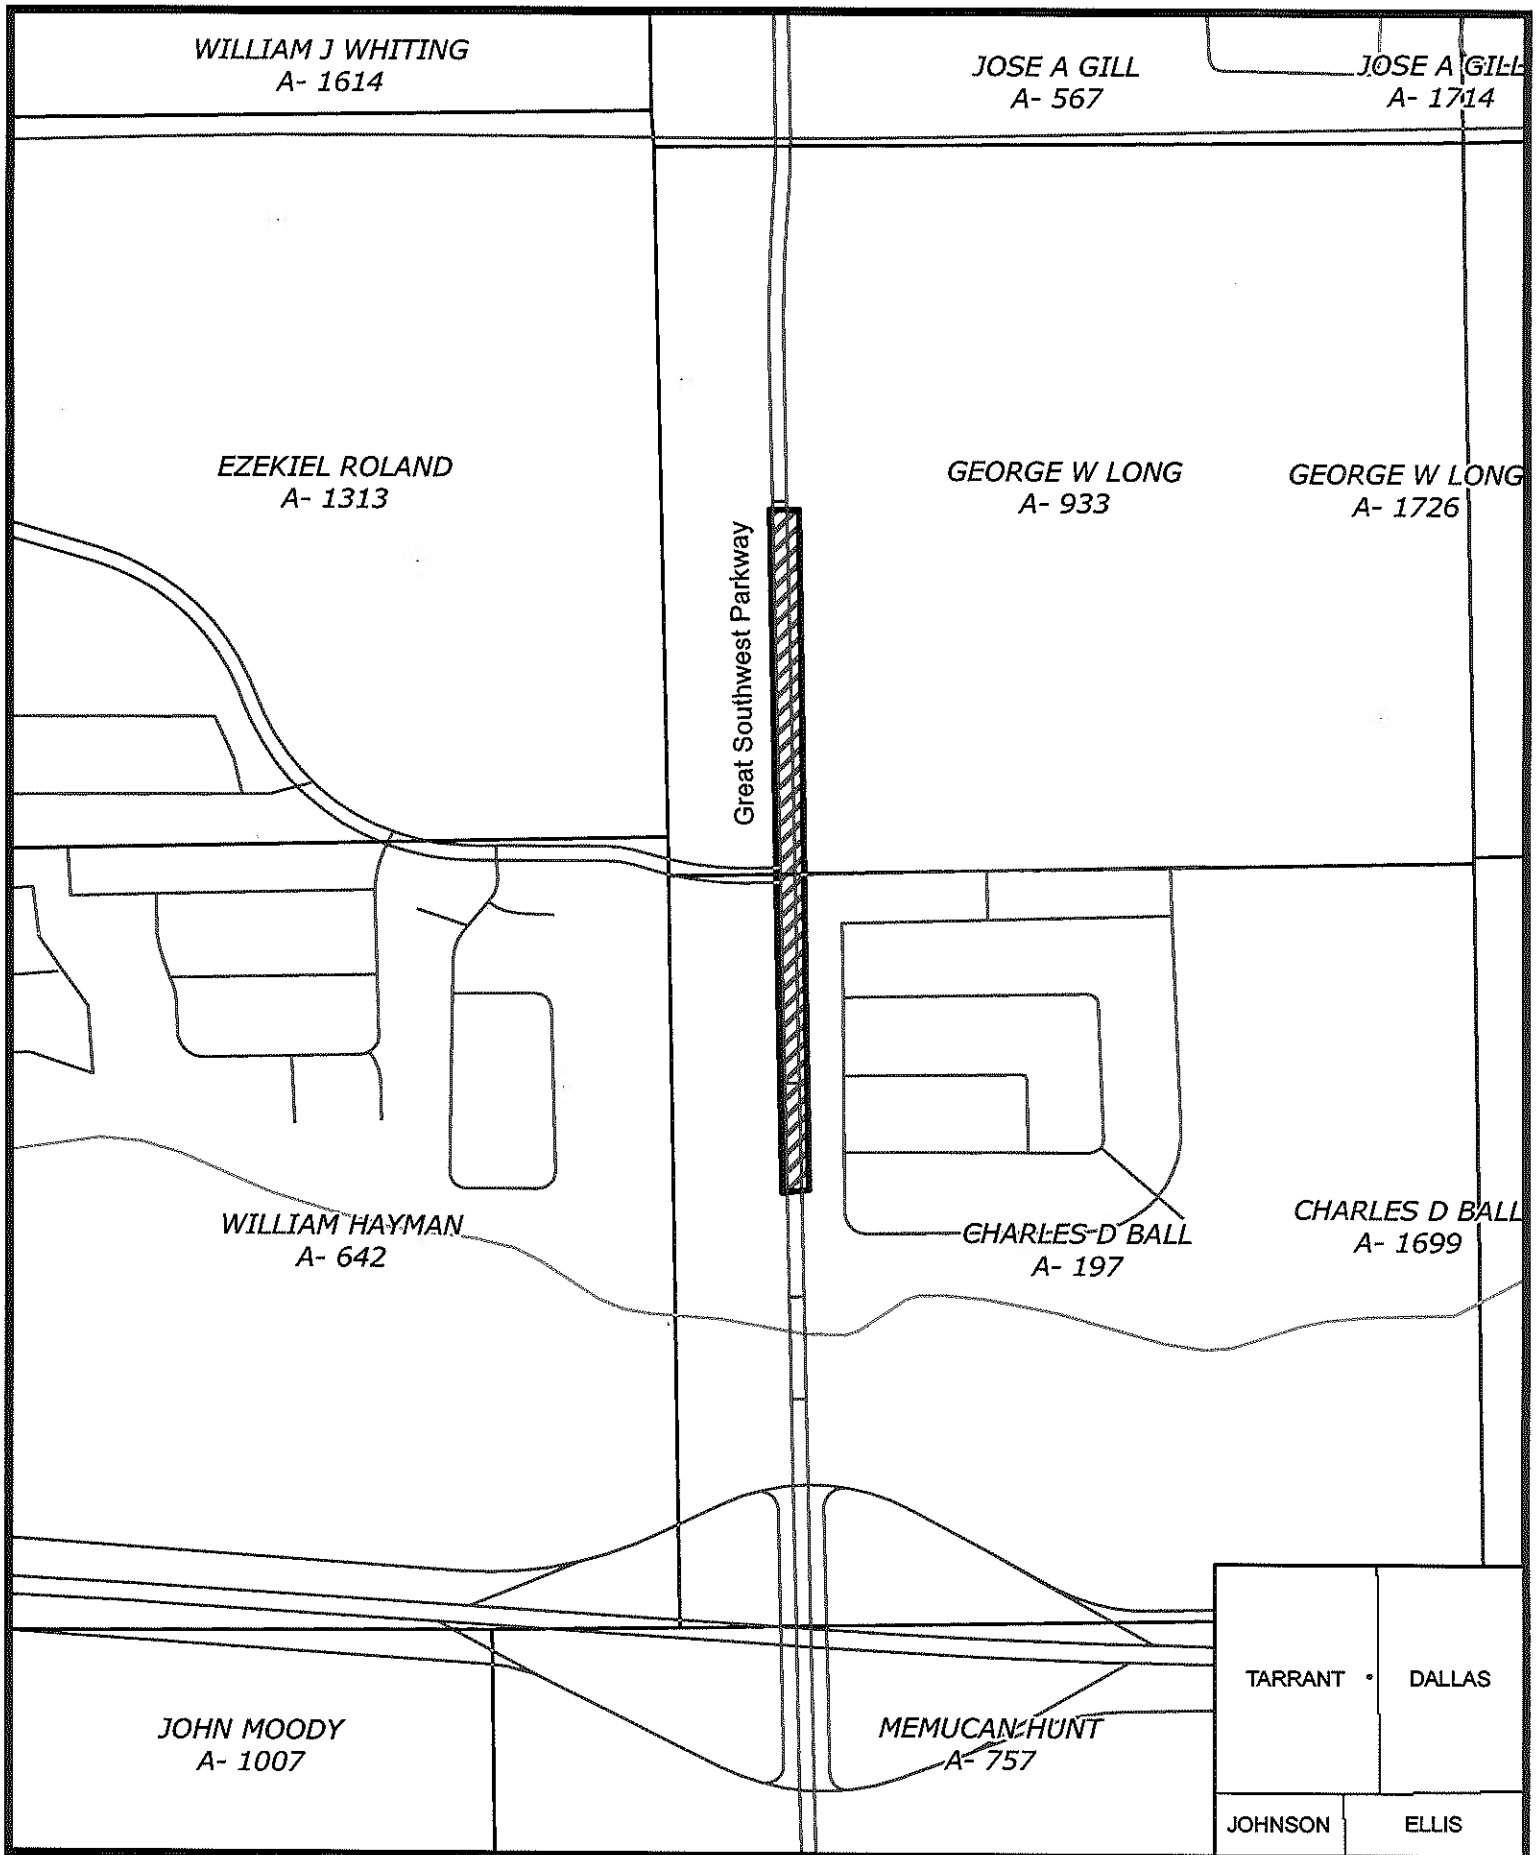 WILLIAM J WHITING
A- 1614
JOSE A GILL
A- 567
JOSE A GILL
A- 1714
EZEKIEL ROLAND
A- 1313
GEORGE W LONG
A- 933
GEORGE W LONG
A- 1726
Great Southwest Parkway
WILLIAM HAYMAN
A- 642
CHARLES D BALL
A- 197
CHARLES D BALL
A- 1699
JOHN MOODY
A- 1007
MEMUCAN HUNT
A- 757
TARRANT
DALLAS
JOHNSON
ELLIS